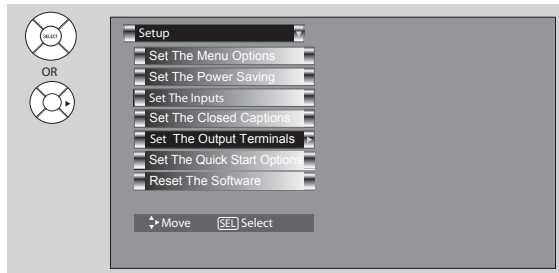 SELECT
OR
Setup
Set The Menu Options
Set The Power Saving
Set The Inputs
Set The Closed Captions
Set The Output Terminals
Set The Quick Start Options
Reset The Software
Move SEL Select